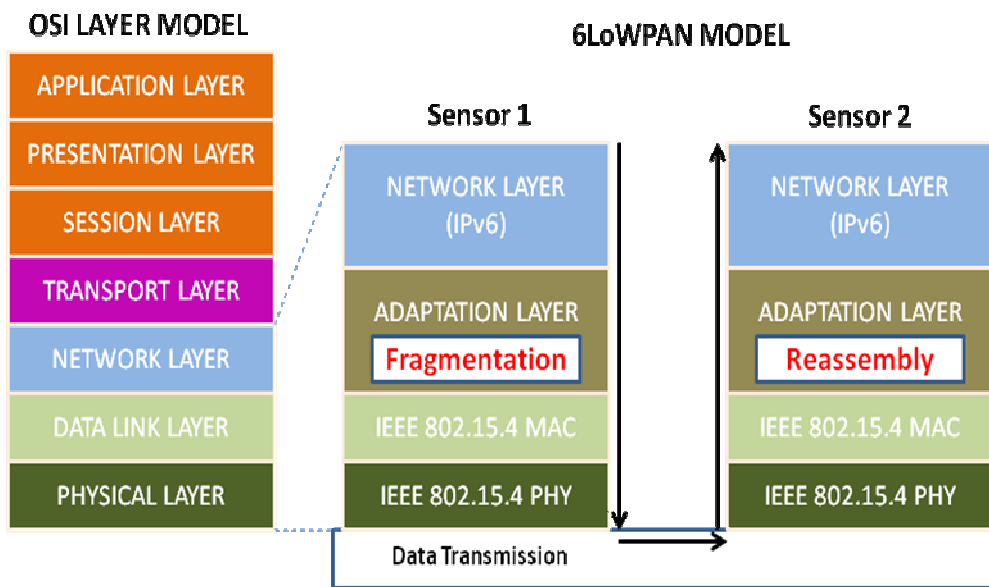 OSI LAYER MODEL
APPLICATION LAYER
PRESENTATION LAYER
SESSION LAYER
TRANSPORT LAYER
NETWORK LAYER
DATA LINK LAYER
PHYSICAL LAYER
6LoWPAN MODEL
Sensor 1
NETWORK LAYER
(IPv6)
ADAPTATION LAYER
Fragmentation
IEEE 802.15.4 MAC
IEEE 802.15.4 PHY
Sensor 2
NETWORK LAYER
(IPv6)
ADAPTATION LAYER
Reassembly
IEEE 802.15.4 MAC
IEEE 802.15.4 PHY
Data Transmission